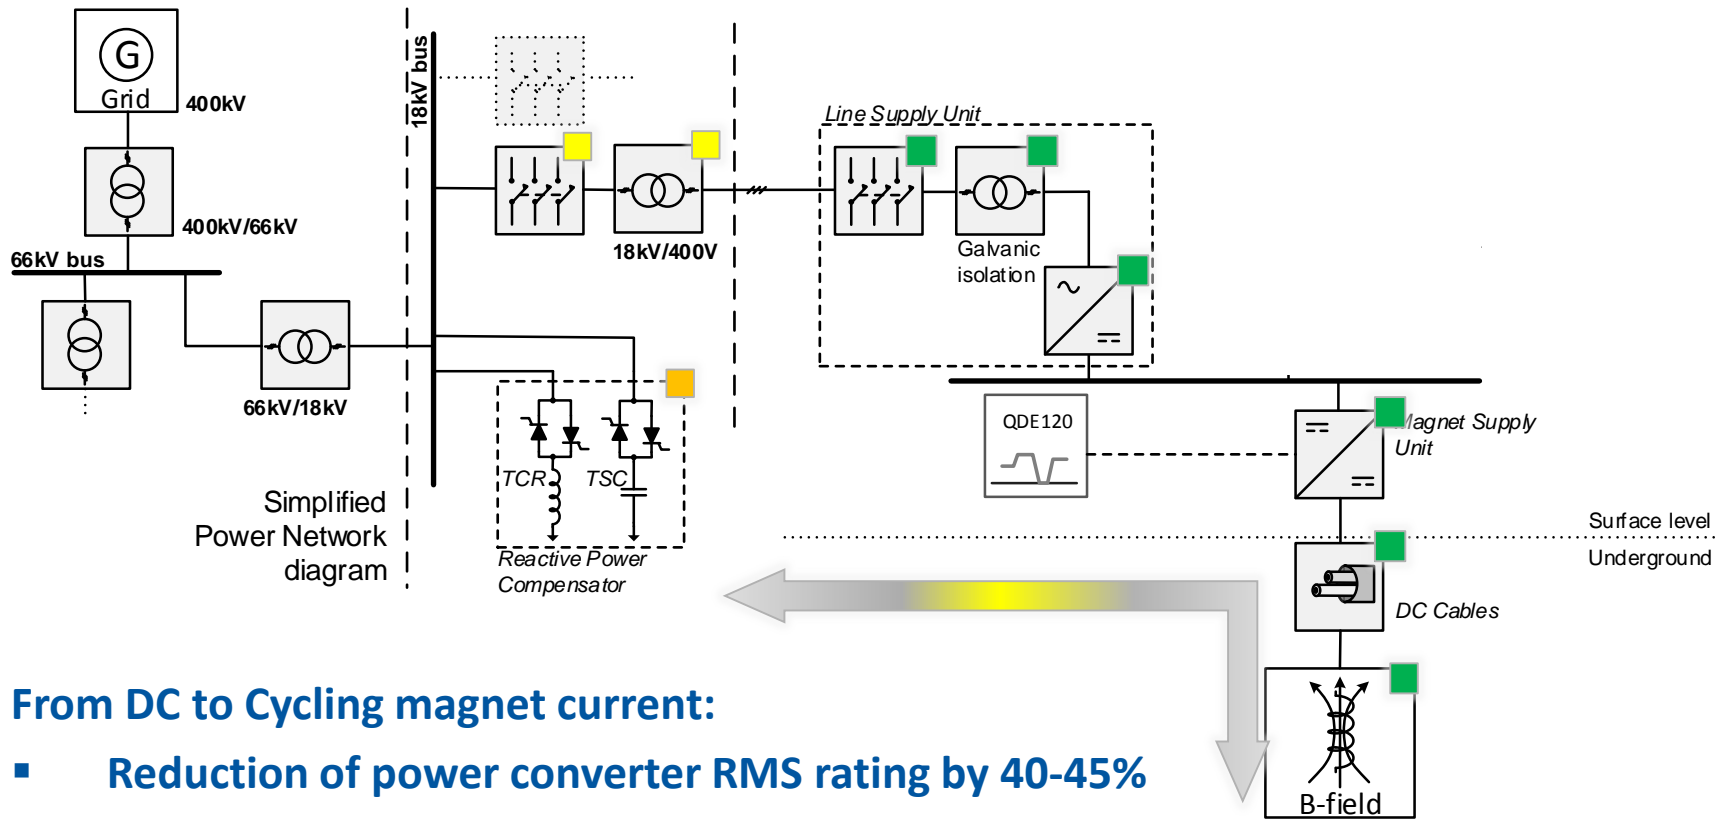 G
Grid
400kV
400kV/66kV
66kV bus
66kV/18kV
Simplified
Power Network
diagram
18kV bus
18kV/400V
TCR
TSC
Reactive Power
Compensator
Line Supply Unit
Galvanic
isolation
QDE120
Magnet Supply
Unit
Surface level
Underground
DC Cables
B-field
From DC to Cycling magnet current:
▪ Reduction of power converter RMS rating by 40-45%